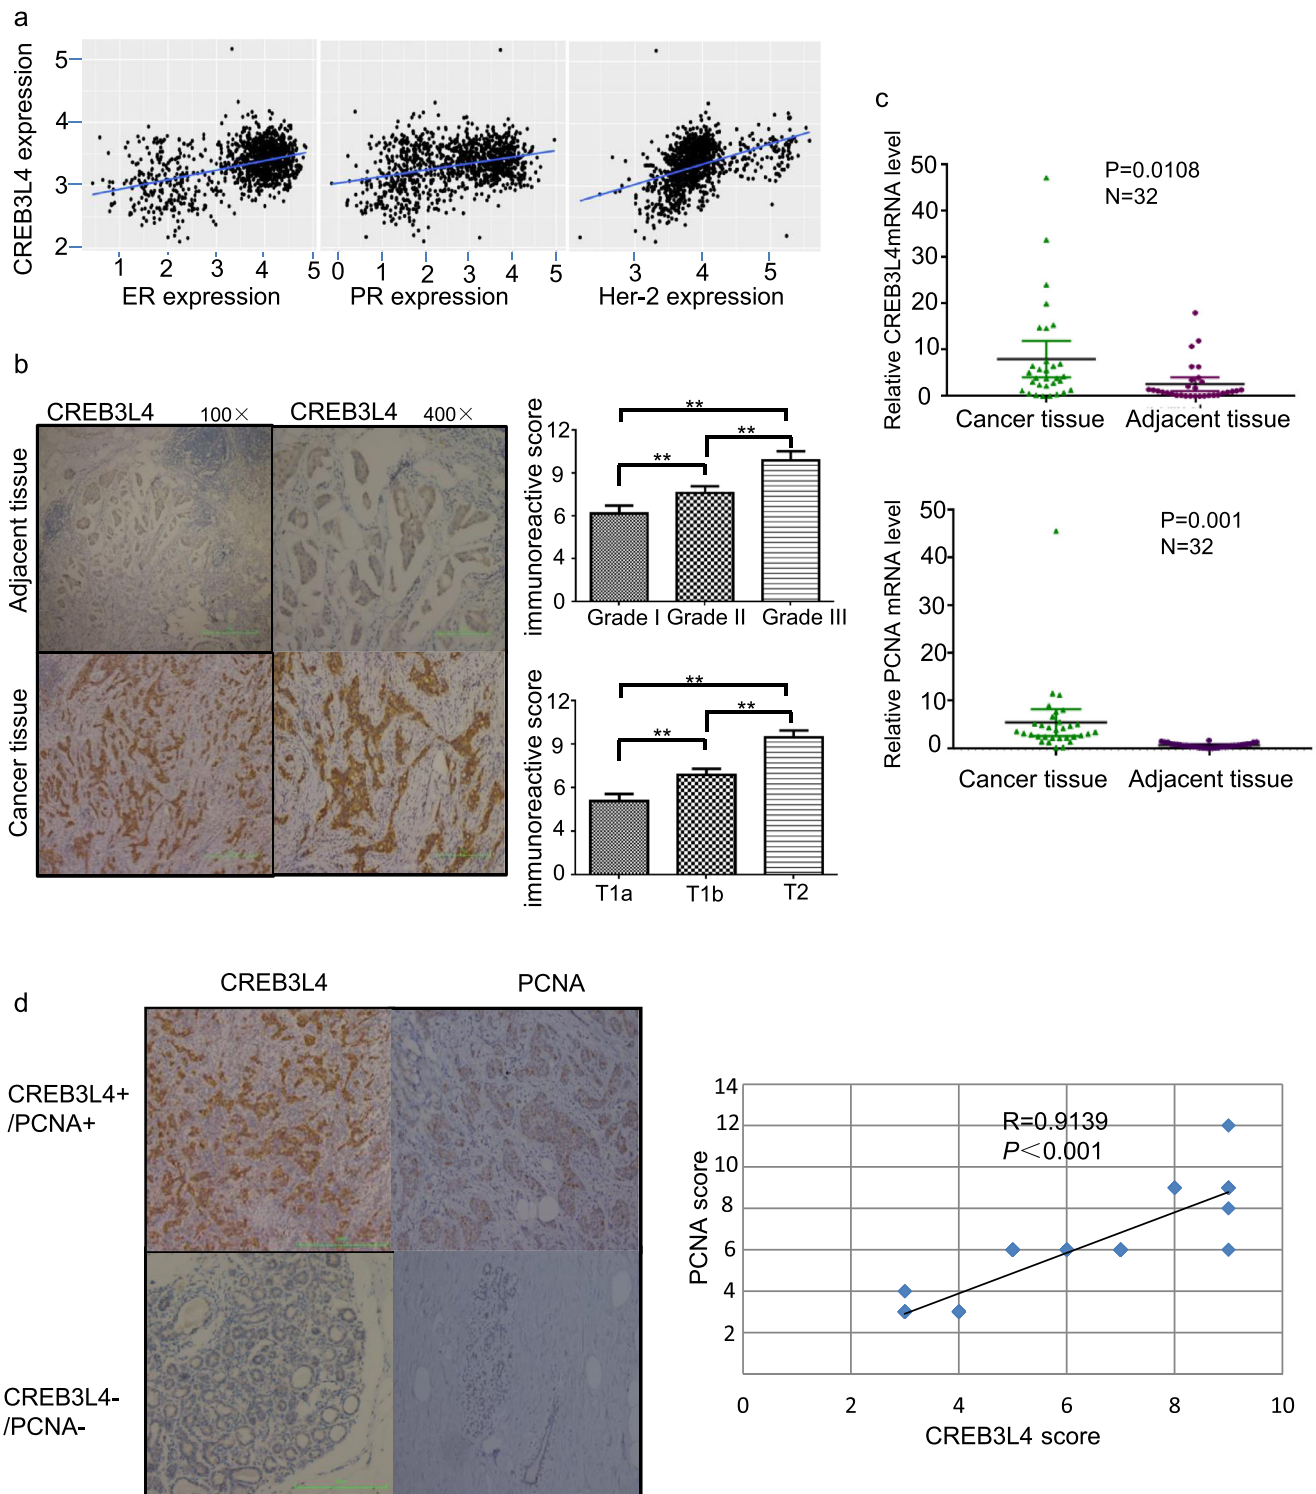 a
CREB3L4 expression
5
4
3
2
1 2 3 4 5
0 1 2 3 4 5
3 4 5
ER expression
PR expression
Her-2 expression
b
CREB3L4 100×
CREB3L4 400×
Adjacent tissue
Cancer tissue
immunoreactive score
12
9
6
4
0
**
**
**
Grade I Grade II Grade III
immunoreactive score
12
9
6
4
0
**
**
**
T1a T1b T2
c
Relative CREB3L4mRNA level
50
40
30
20
10
0
P=0.0108
N=32
Cancer tissue Adjacent tissue
Relative PCNA mRNA level
50
40
30
20
10
0
P=0.001
N=32
Cancer tissue Adjacent tissue
d
CREB3L4 PCNA
CREB3L4+
/PCNA+
CREB3L4-
/PCNA-
PCNA score
14
12
10
8
6
4
2
R=0.9139
P<0.001
0 2 4 6 8 10
CREB3L4 score